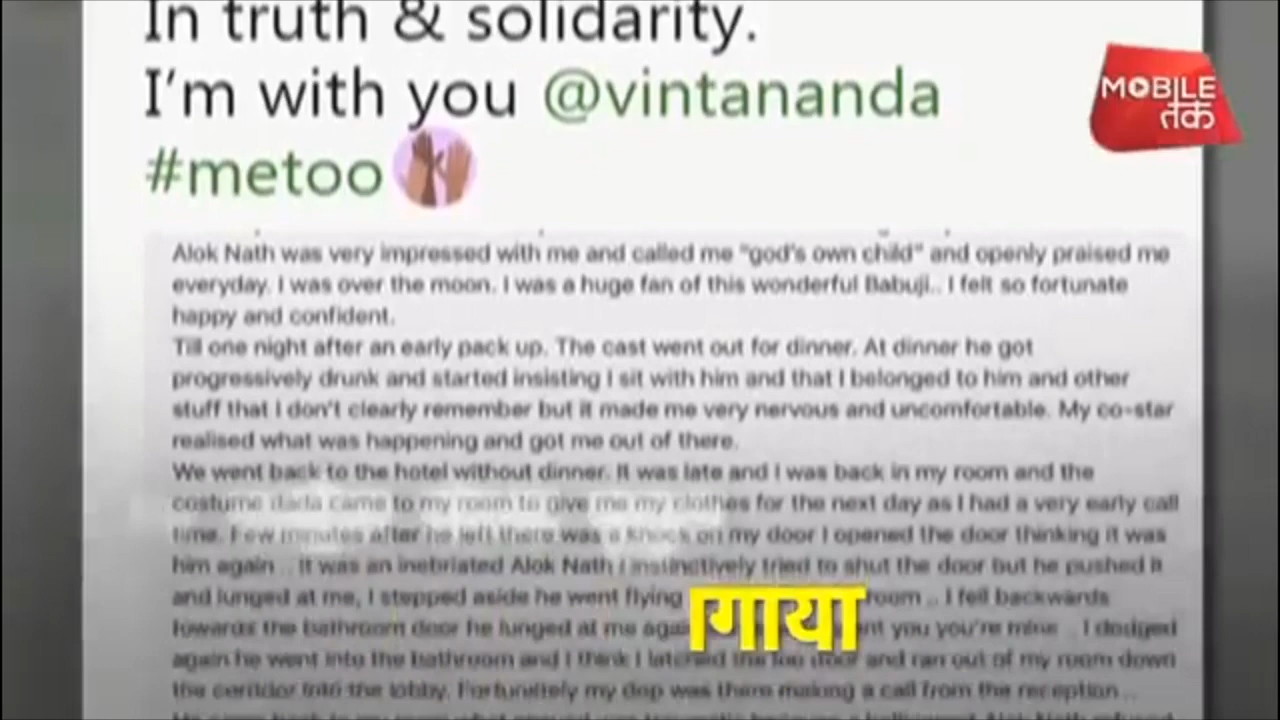 In truth & solidarity.
I'm with you @vintananda
#metoo
MOBILE
तक
Alok Nath was very impressed with me and called me "god's own child" and openly praised me
everyday. I was over the moon. I was a huge fan of this wonderful Babuji.. I felt so fortunate
happy and confident.
Till one night after an early pack up. The cast went out for dinner. At dinner he got
progressively drunk and started insisting I sit with him and that I belonged to him and other
stuff that I don't clearly remember but it made me very nervous and uncomfortable. My co-star
realised what was happening and got me out of there.
We went back to the hotel without dinner. It was late and I was back in my room and the
costume dada came to my room to give me my clothes for the next day as I had a very early call
time. Few minutes after he left there was a knock on my door I opened the door thinking it was
him again .. It was an inebriated Alok Nath I instinctively tried to shut the door but he pushed it
and lunged at me, I stepped aside he went flying room .. I fell backwards
towards the bathroom door he lunged at me you you're mine I dodged
again he went into the bathroom and I think I latched the loo door and ran out of my room down
the corridor into the lobby. Fortunately my dop was there making a call from the reception ..
गाया